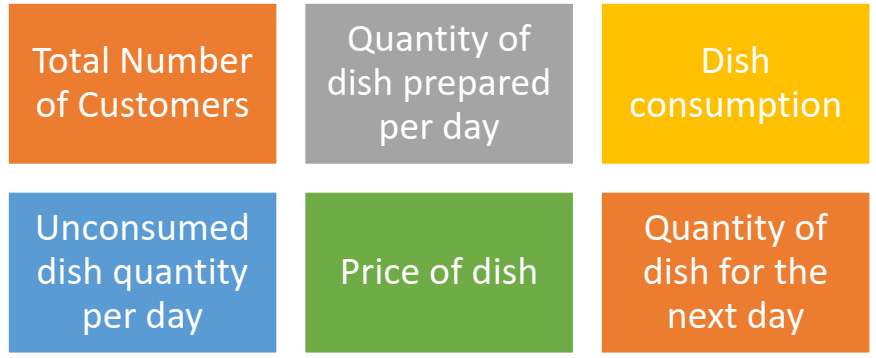 Total Number
of Customers
Quantity of
dish prepared
per day
Dish
consumption
Unconsumed
dish quantity
per day
Price of dish
Quantity of
dish for the
next day